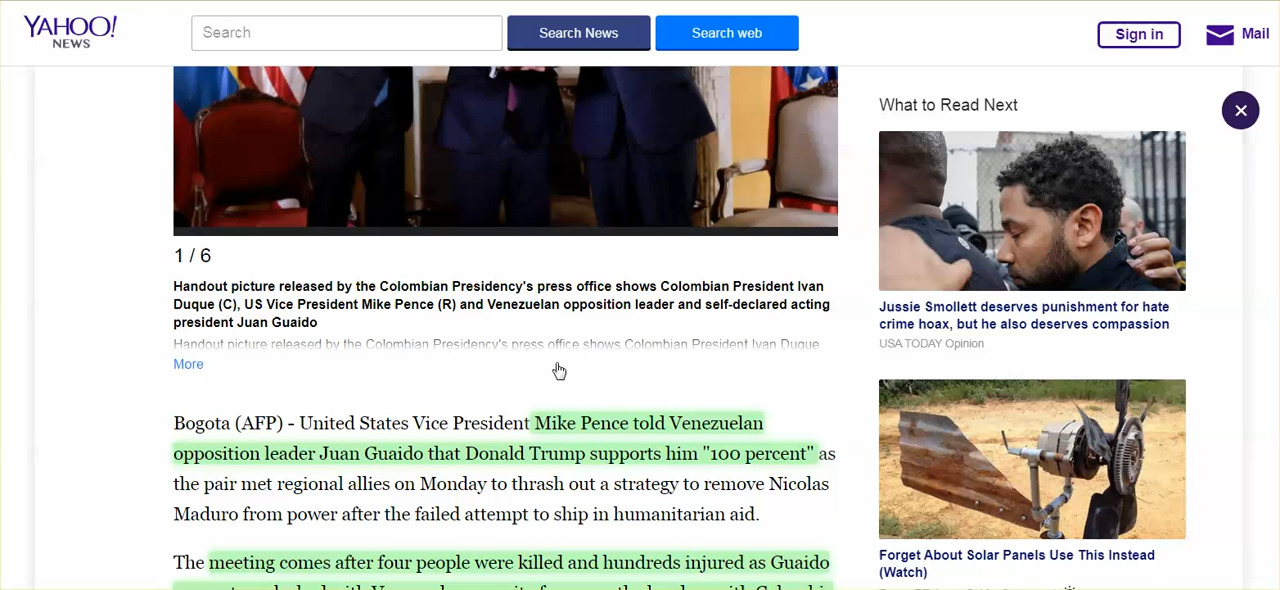 YAHOO!
NEWS
Search
Search News
Search web
Sign in
Mail
What to Read Next
1 / 6
Handout picture released by the Colombian Presidency's press office shows Colombian President Ivan
Duque (C), US Vice President Mike Pence (R) and Venezuelan opposition leader and self-declared acting
president Juan Guaido
Handout picture released by the Colombian Presidency's press office shows Colombian President Ivan Duque
More
Jussie Smollett deserves punishment for hate
crime hoax, but he also deserves compassion
USA TODAY Opinion
Bogota (AFP) - United States Vice President Mike Pence told Venezuelan
opposition leader Juan Guaido that Donald Trump supports him "100 percent" as
the pair met regional allies on Monday to thrash out a strategy to remove Nicolas
Maduro from power after the failed attempt to ship in humanitarian aid.
The meeting comes after four people were killed and hundreds injured as Guaido
Forget About Solar Panels Use This Instead
(Watch)